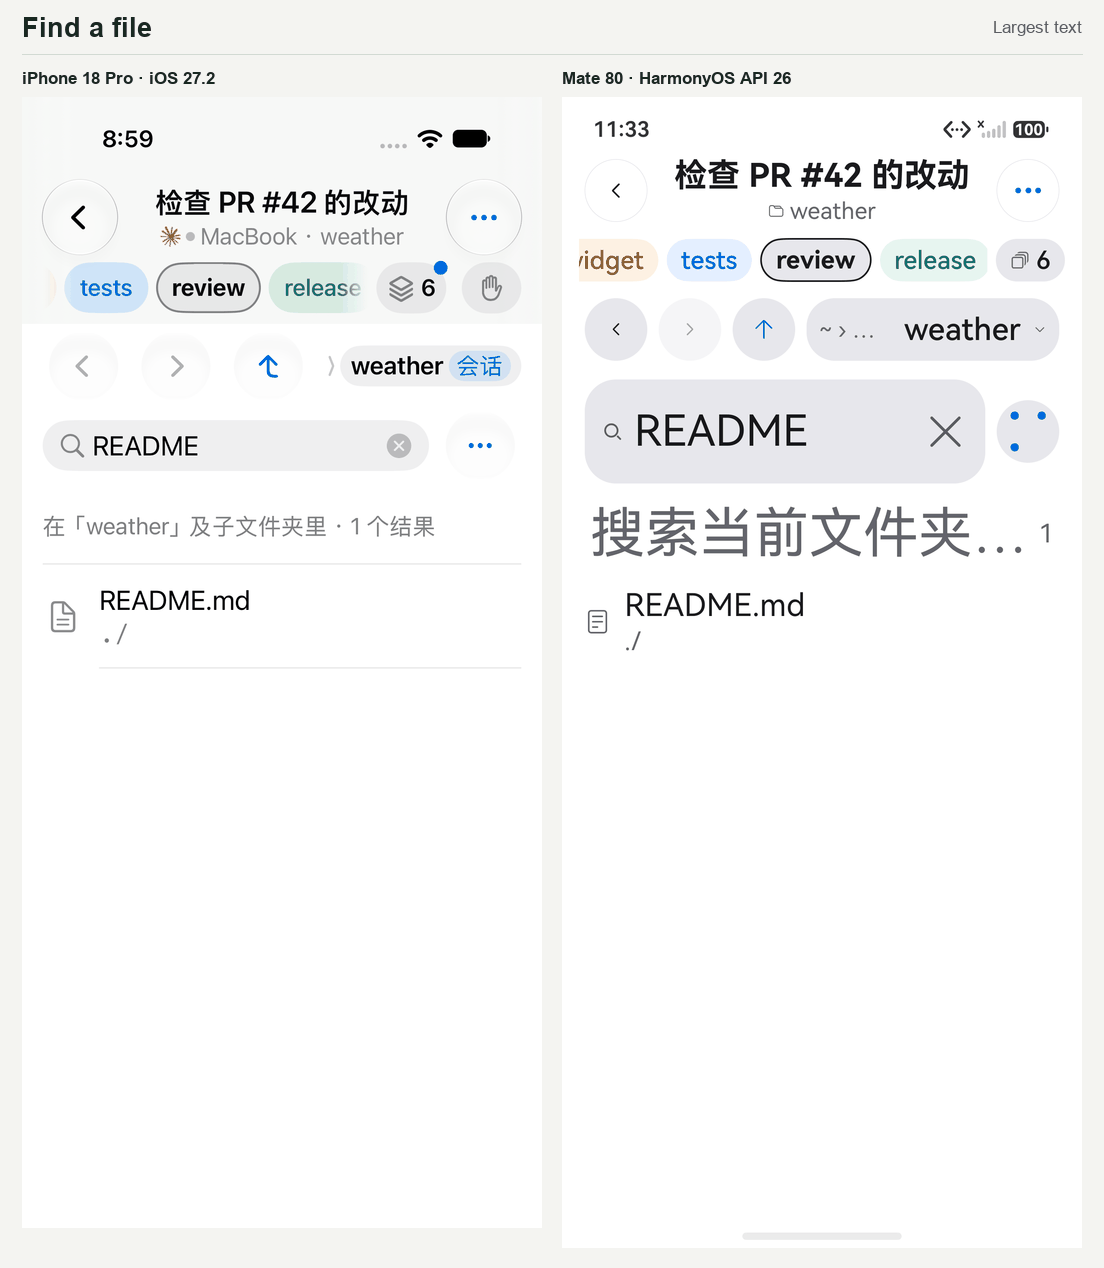 Find a file
Largest text
iPhone 18 Pro · iOS 27.2
8:59
检查 PR #42 的改动
MacBook · weather
tests
review
release
6
weather 会话
README
在「weather」及子文件夹里 · 1 个结果
README.md
./
Mate 80 · HarmonyOS API 26
11:33
100
检查 PR #42 的改动
weather
vidget
tests
review
release
6
~ › … weather
README
搜索当前文件夹… 1
README.md
./